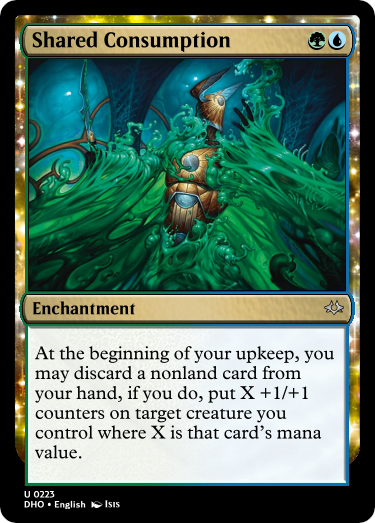 Shared Consumption
Enchantment
At the beginning of your upkeep, you
may discard a nonland card from
your hand, if you do, put X +1/+1
counters on target creature you
control where X is that card's mana
value.
U 0223
DHO • English Isis